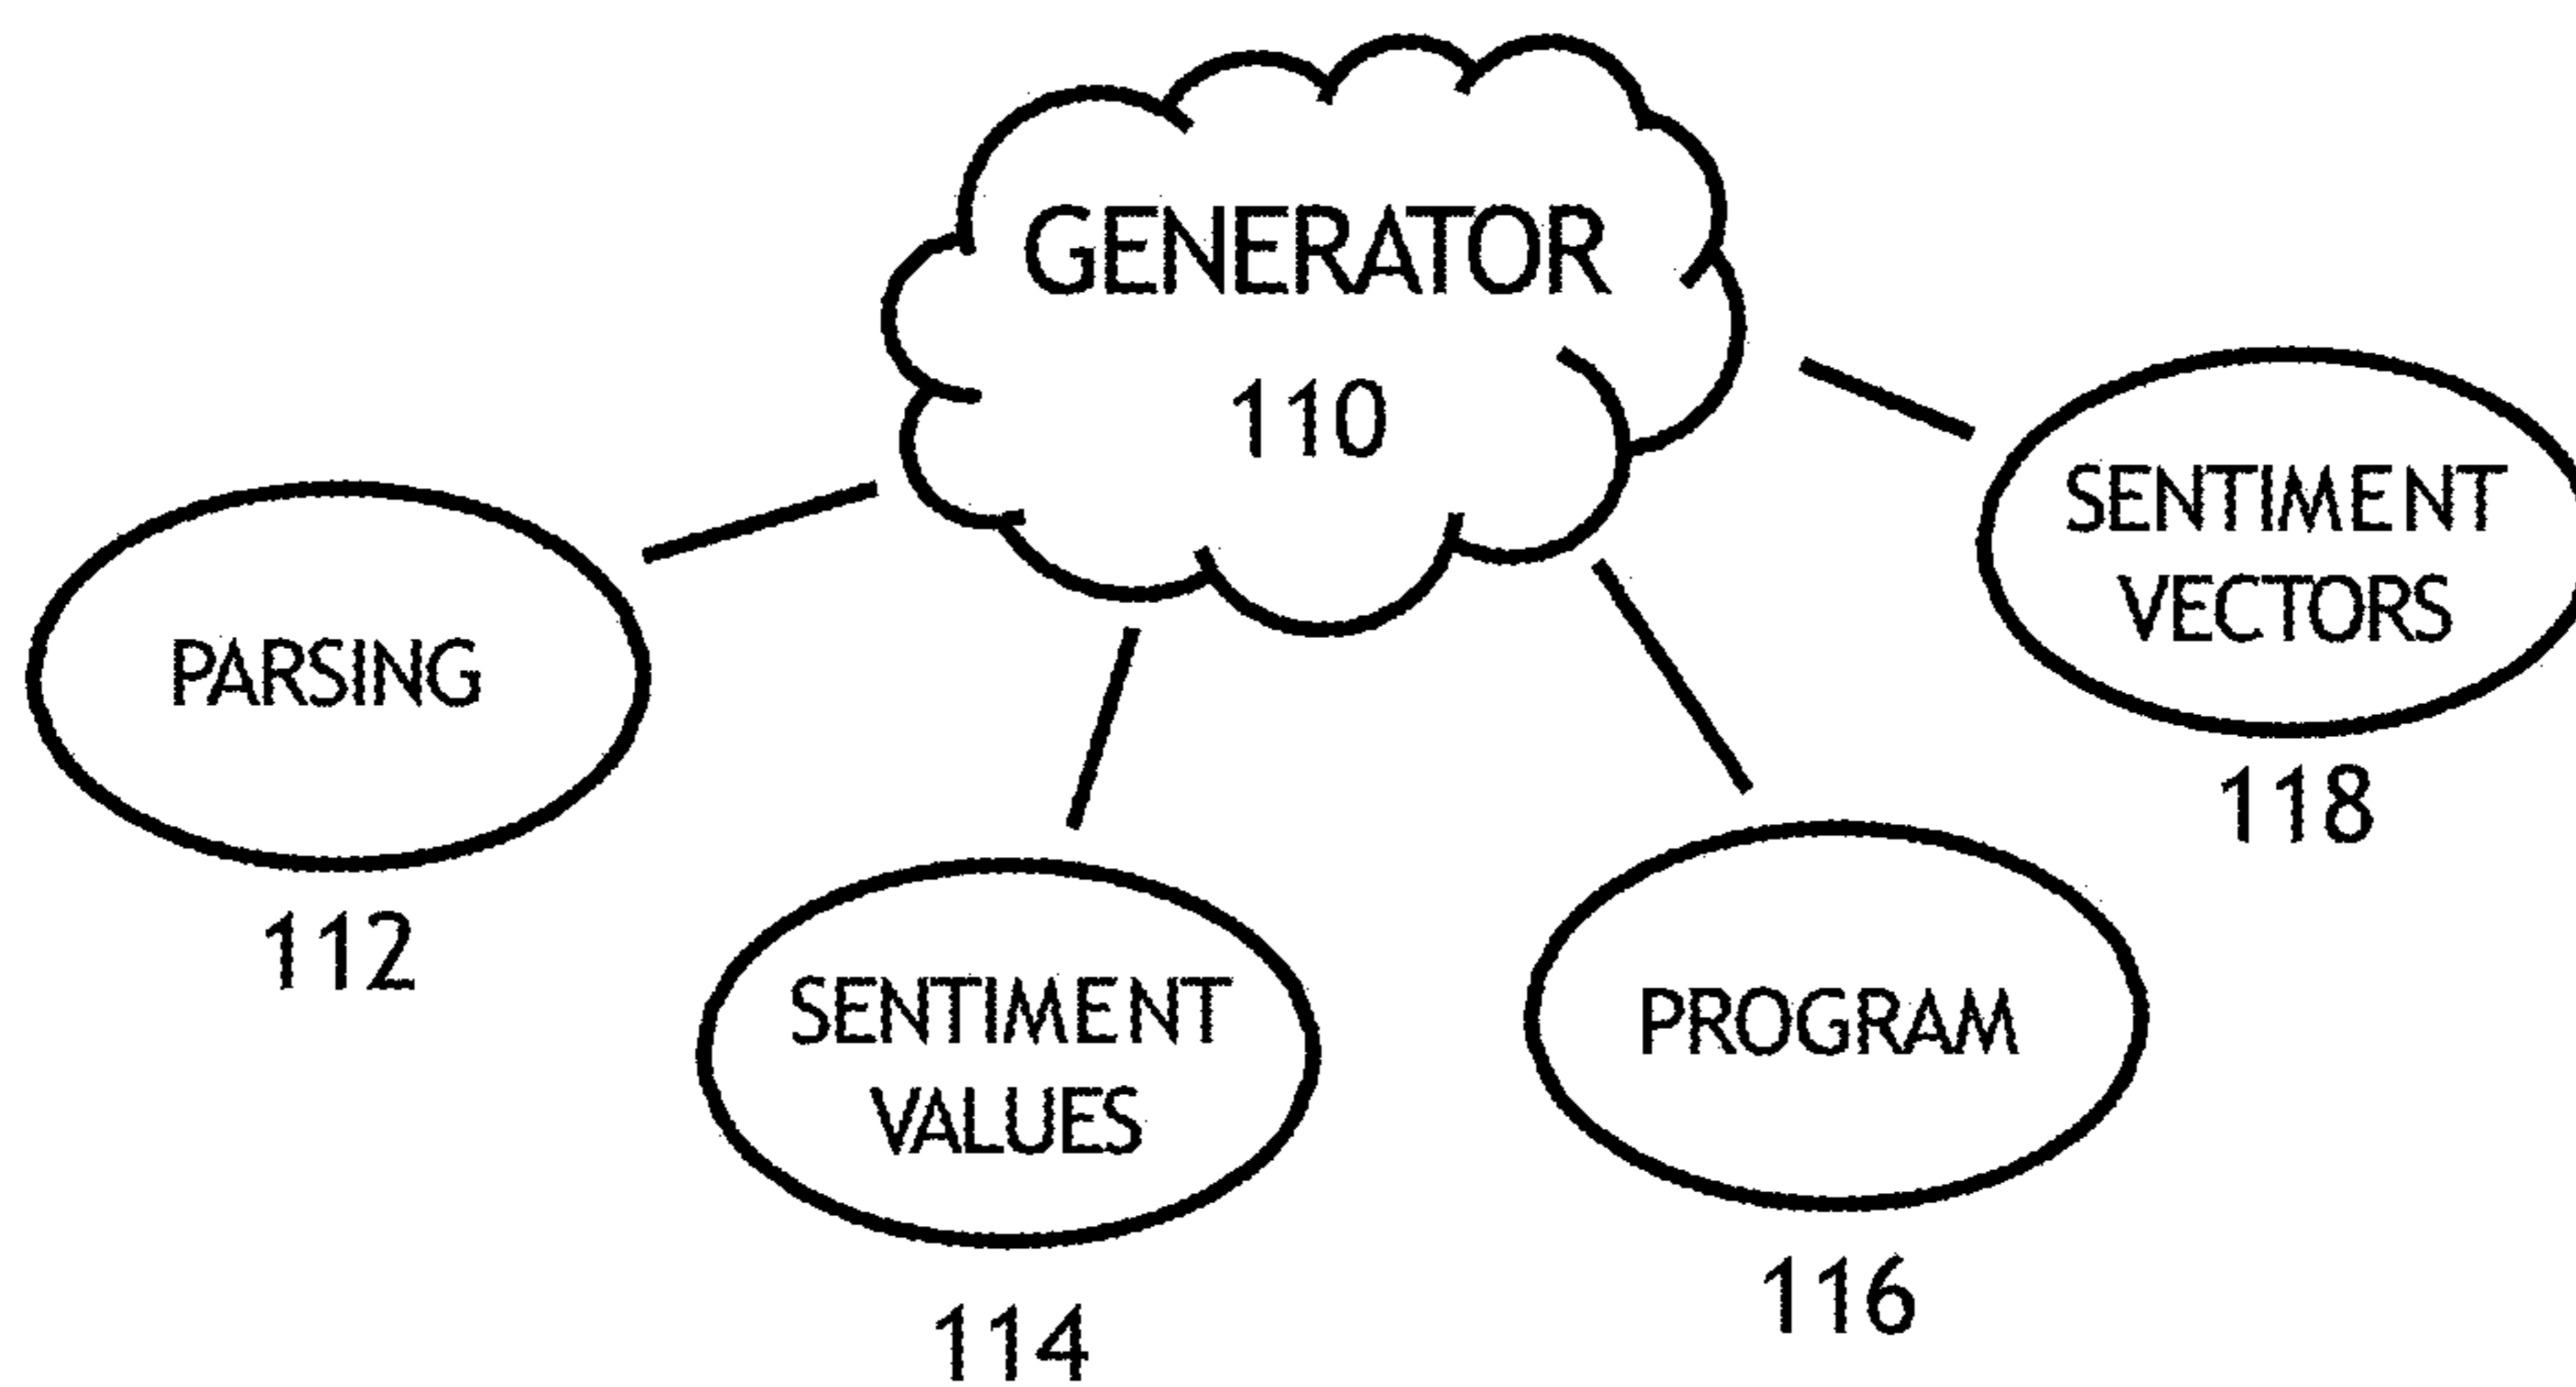 GENERATOR
110
SENTIMENT
VECTORS
118
PARSING
112
SENTIMENT
VALUES
114
PROGRAM
116